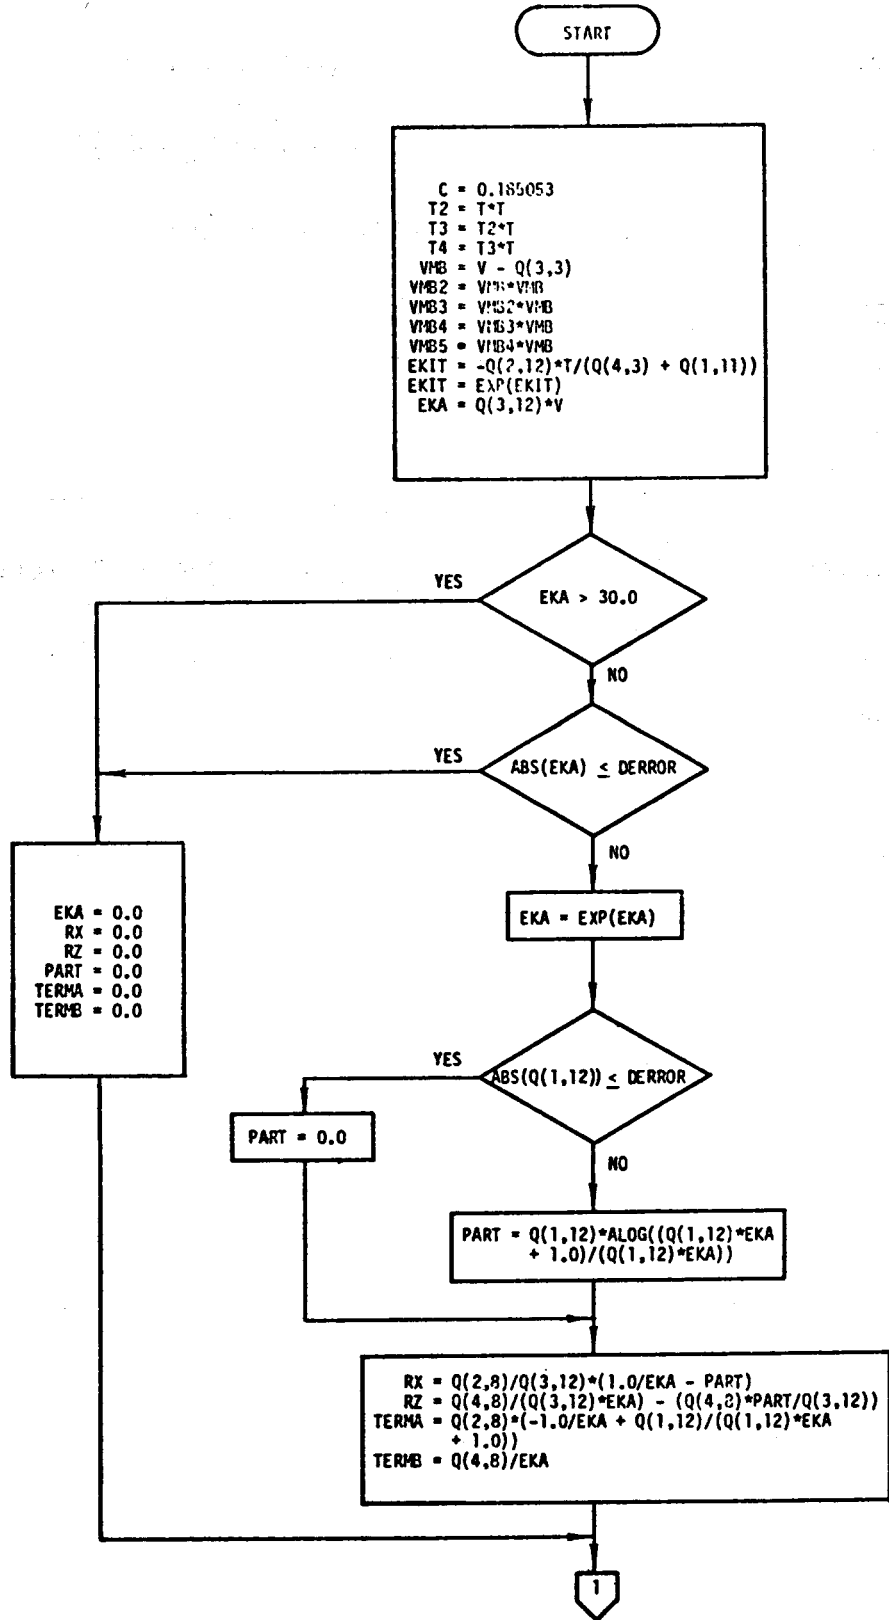 START
C = 0.185053
T2 = T*T
T3 = T2*T
T4 = T3*T
VMB = V - Q(3,3)
VMB2 = VMB*VMB
VMB3 = VMB2*VMB
VMB4 = VMB3*VMB
VMB5 = VMB4*VMB
EKIT = -Q(2,12)*T/(Q(4,3) + Q(1,11))
EKIT = EXP(EKIT)
EKA = Q(3,12)*V
YES
EKA > 30.0
NO
YES
ABS(EKA) ≤ DERROR
NO
EKA = 0.0
RX = 0.0
RZ = 0.0
PART = 0.0
TERMA = 0.0
TERMB = 0.0
EKA = EXP(EKA)
YES
ABS(Q(1,12)) ≤ DERROR
PART = 0.0
NO
PART = Q(1,12)*ALOG((Q(1,12)*EKA
+ 1.0)/(Q(1,12)*EKA))
RX = Q(2,8)/Q(3,12)*(1.0/EKA - PART)
RZ = Q(4,8)/(Q(3,12)*EKA) - (Q(4,8)*PART/Q(3,12))
TERMA = Q(2,8)*(-1.0/EKA + Q(1,12)/(Q(1,12)*EKA
+ 1.0))
TERMB = Q(4,8)/EKA
1